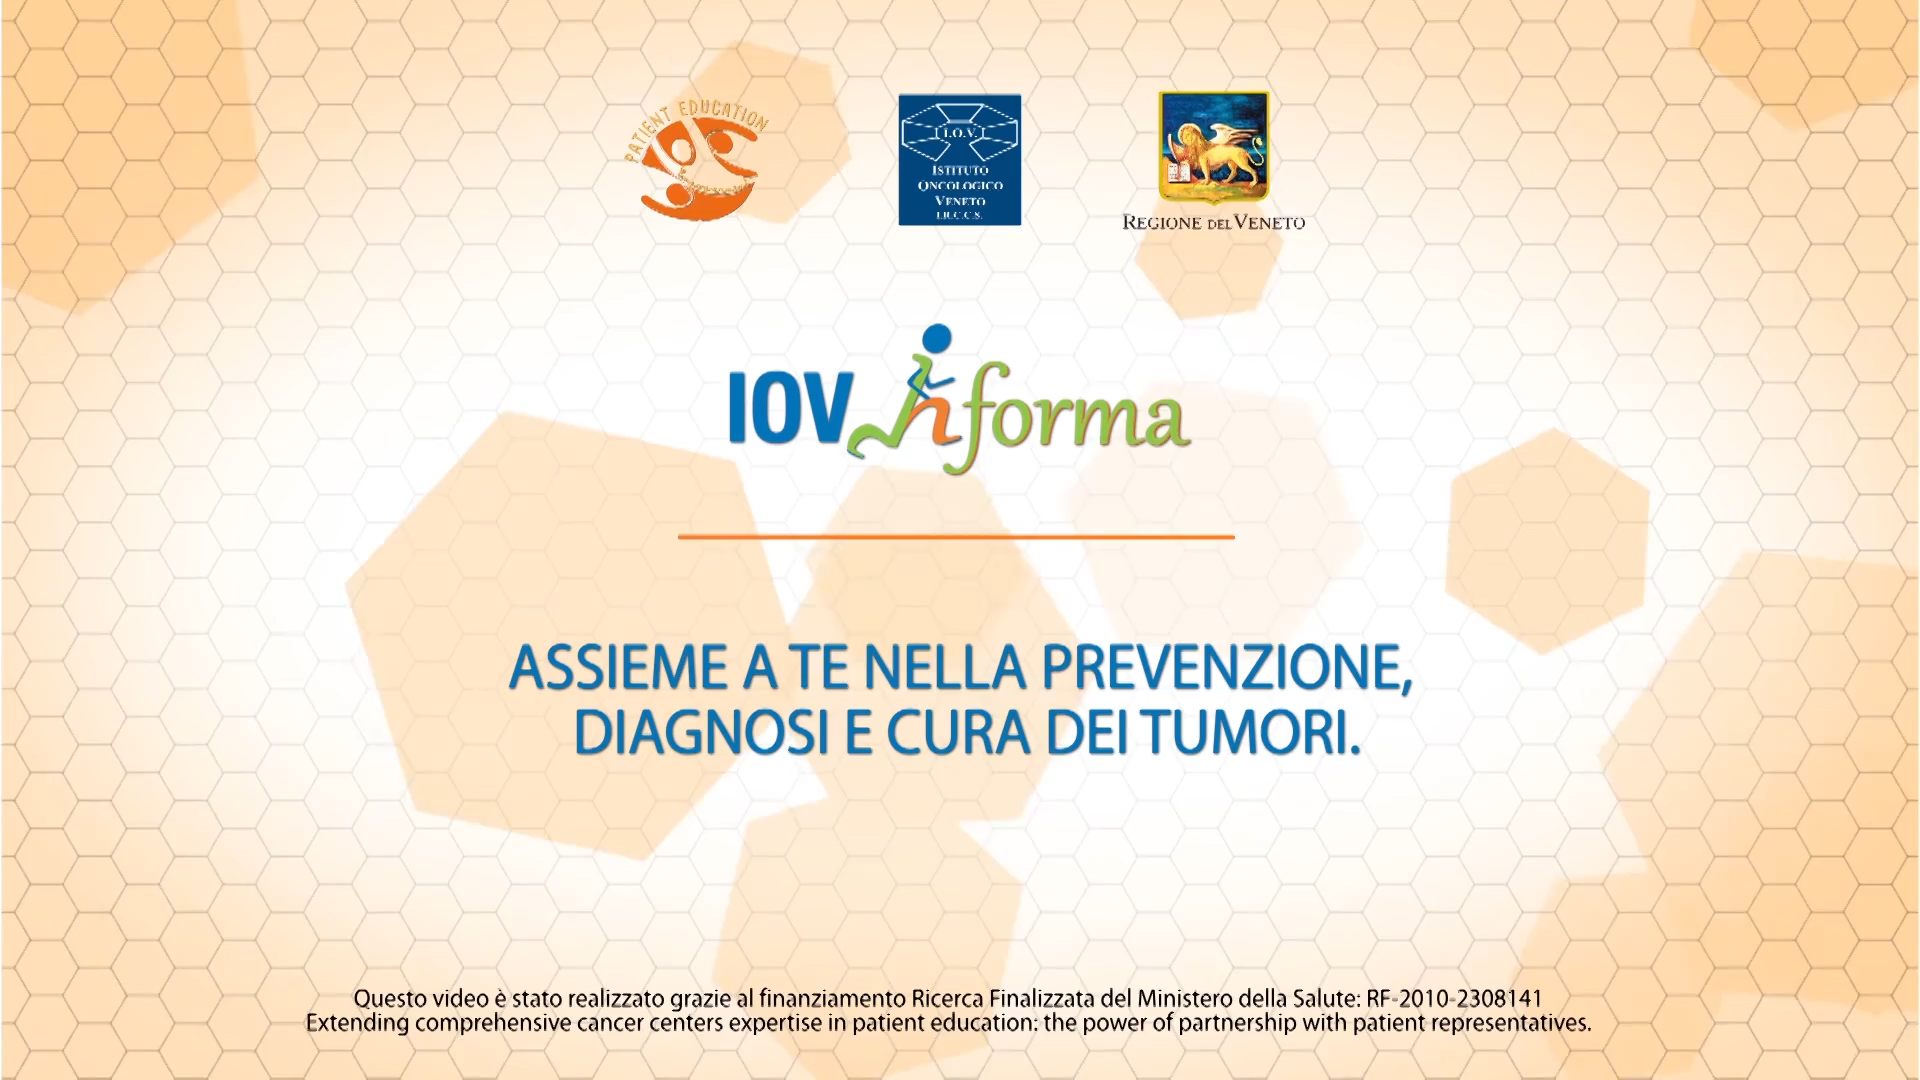 PATIENT EDUCATION
I.O.V.
ISTITUTO
ONCOLOGICO
VENETO
I.R.C.C.S.
REGIONE DEL VENETO
IOV informa
ASSIEME A TE NELLA PREVENZIONE,
DIAGNOSI E CURA DEI TUMORI.
Questo video è stato realizzato grazie al finanziamento Ricerca Finalizzata del Ministero della Salute: RF-2010-2308141
Extending comprehensive cancer centers expertise in patient education: the power of partnership with patient representatives.